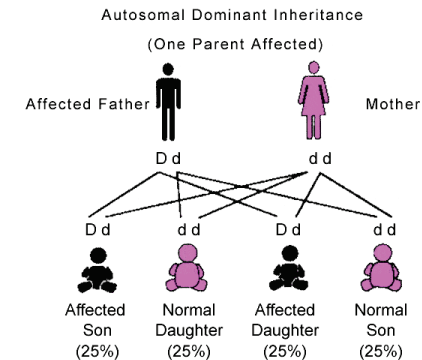 Autosomal Dominant Inheritance
(One Parent Affected)
Affected Father
Mother
D d
d d
D d
d d
D d
d d
Affected Son (25%)
Normal Daughter (25%)
Affected Daughter (25%)
Normal Son (25%)